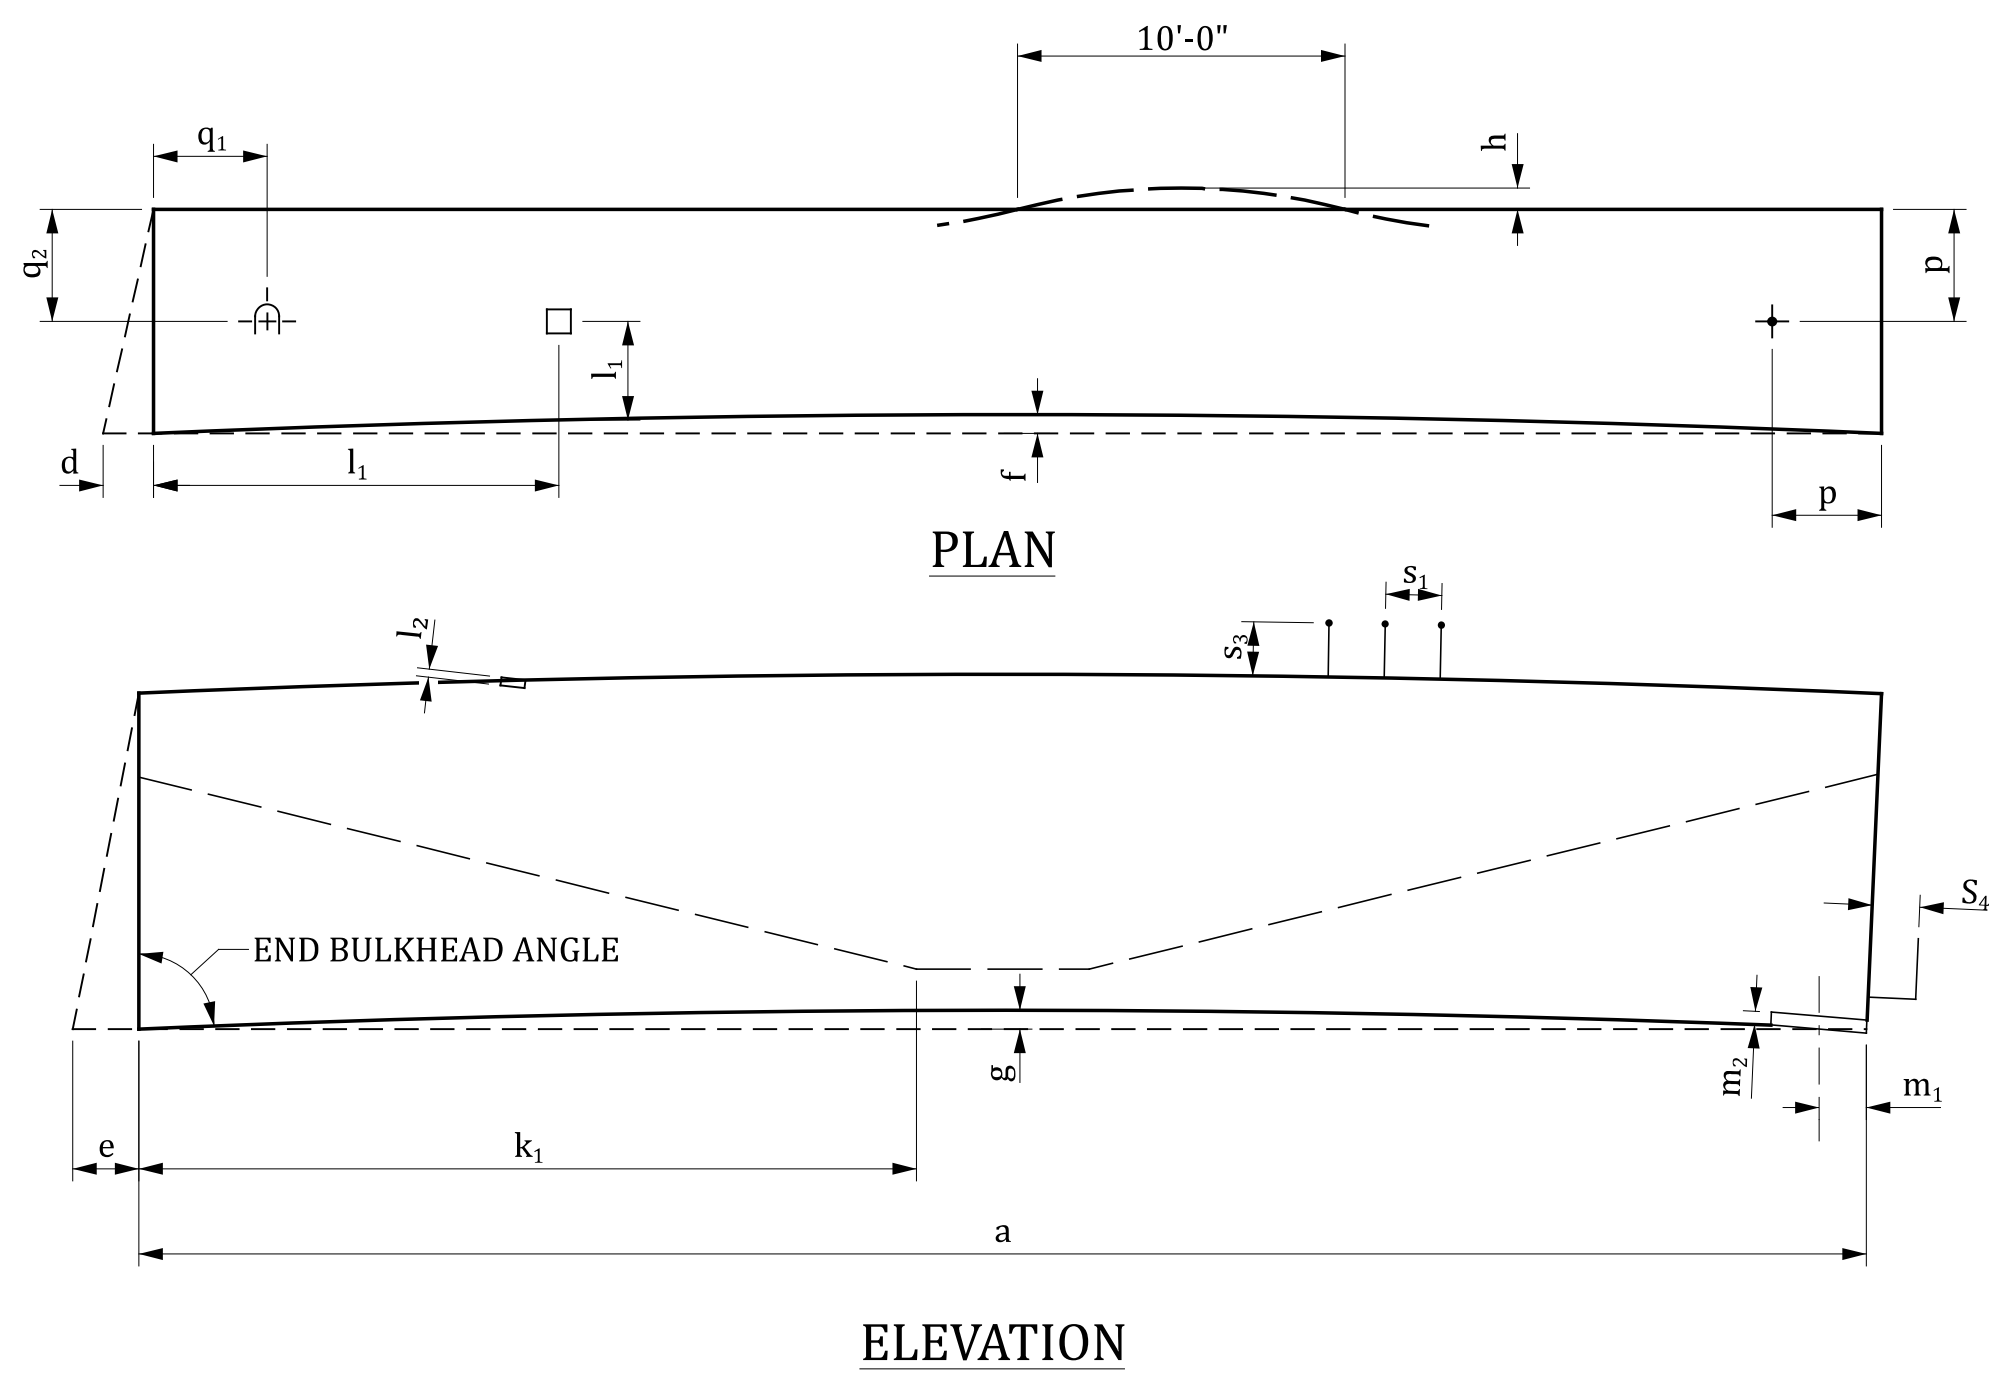 10'-0"
h
q₁
q₂
p
l₁
d
l₁
f
p
PLAN
s₁
l₂
s₃
S₄
END BULKHEAD ANGLE
g
m₂
m₁
e
k₁
a
ELEVATION